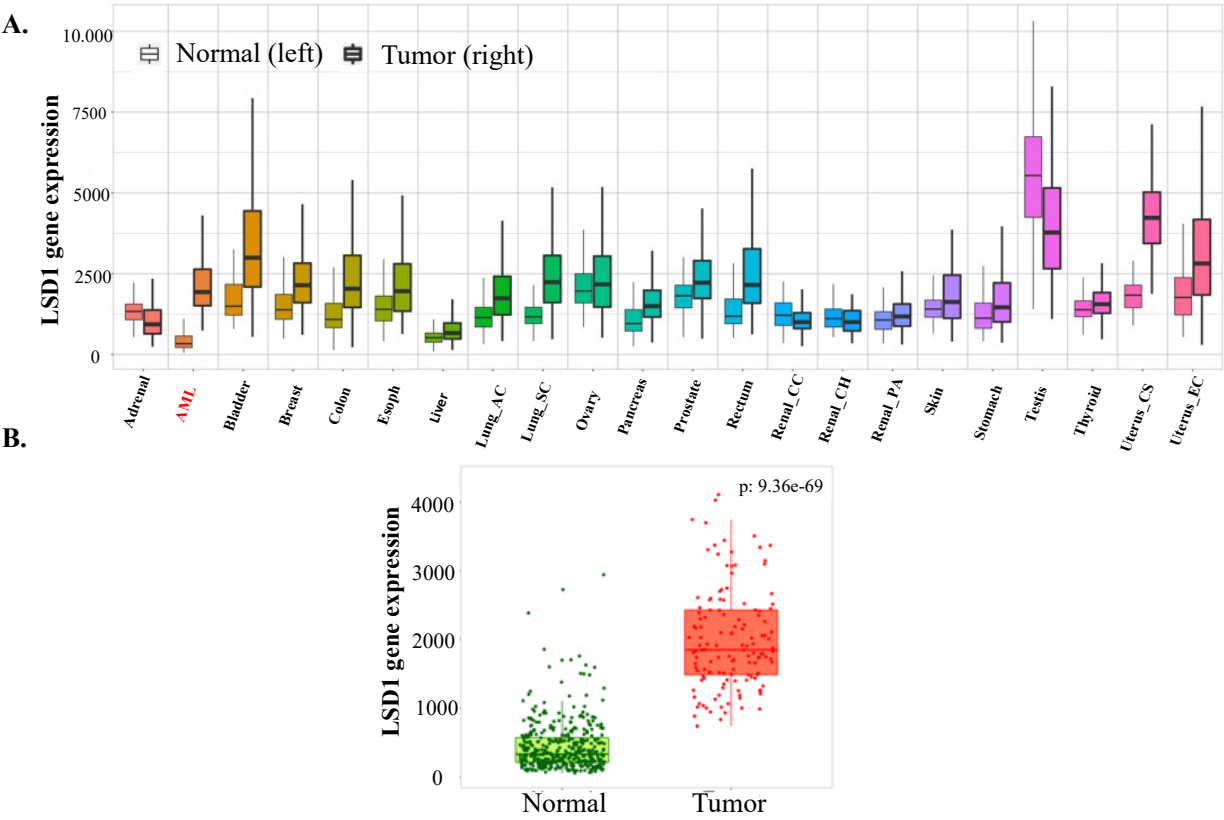 A.
LSD1 gene expression
10.000
7500
5000
2500
0
Normal (left) Tumor (right)
Adrenal AML Bladder Breast Colon Esoph Liver Lung_AC Lung_SC Ovary Pancreas Prostate Rectum Renal_CC Renal_CH Renal_PA Skin Stomach Testis Thyroid Uterus_CS Uterus_EC
B.
LSD1 gene expression
4000
3000
2000
1000
0
p: 9.36e-69
Normal Tumor